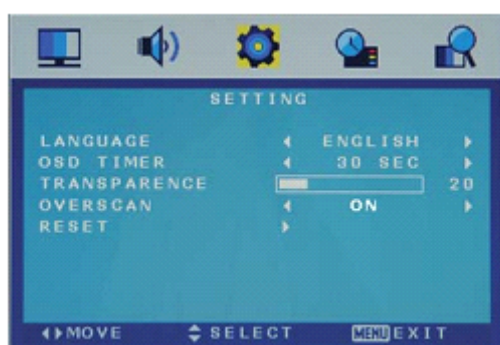 SETTING
LANGUAGE ENGLISH
OSD TIMER 30 SEC
TRANSPARENCE 20
OVERSCAN ON
RESET
MOVE SELECT MENU EXIT